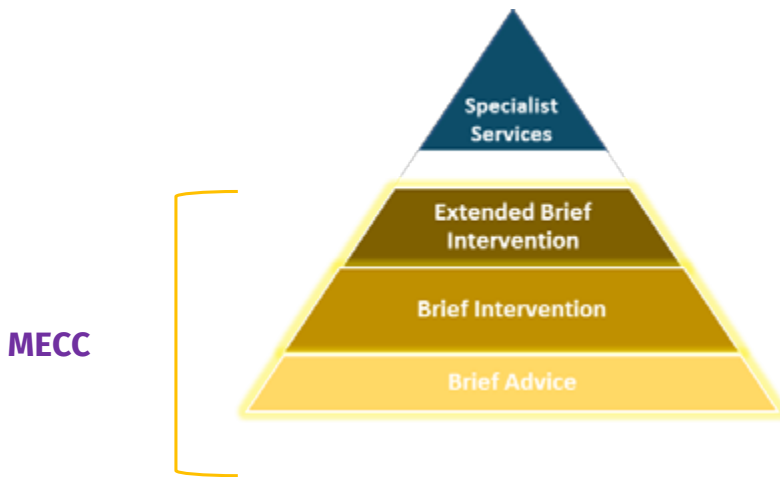 Specialist
Services
Extended Brief
Intervention
Brief Intervention
MECC
Brief Advice